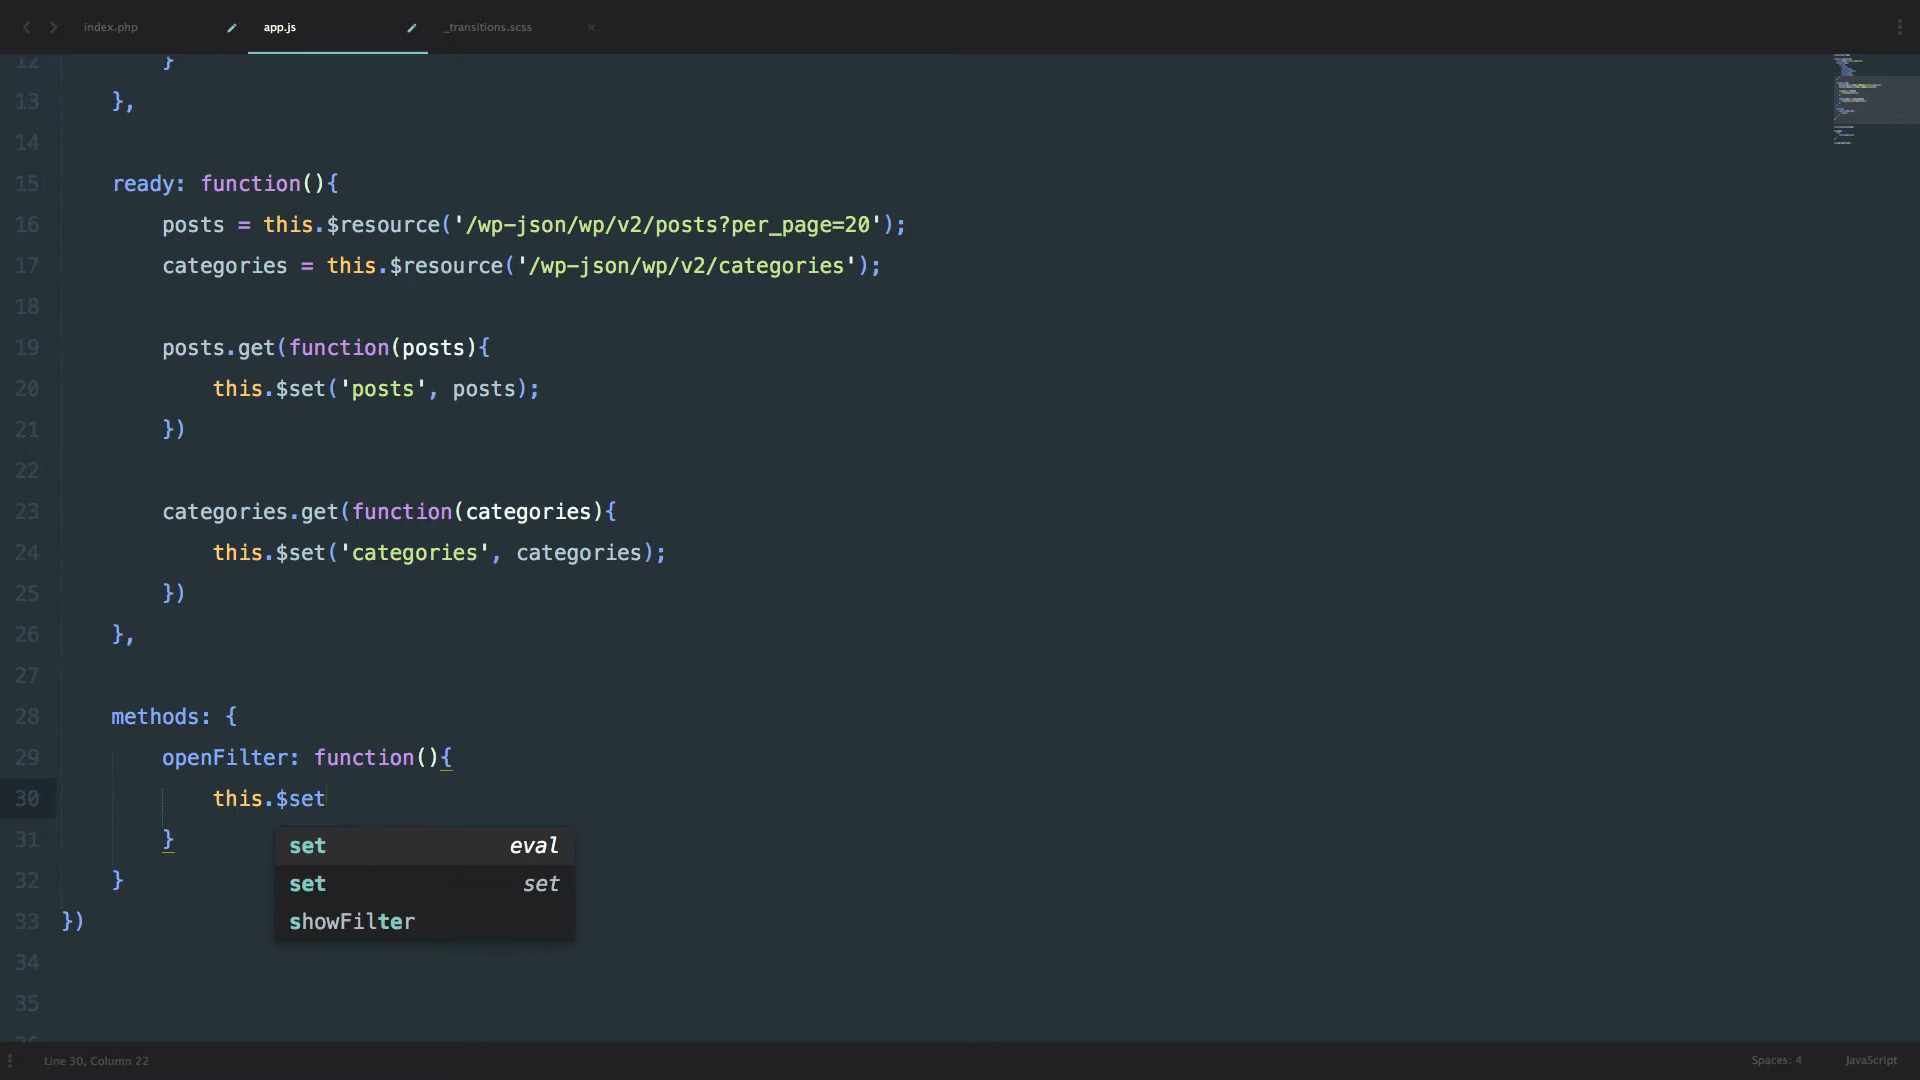 index.php
app.js
_transitions.scss
12 }
13 },
14
15 ready: function(){
16 posts = this.$resource('/wp-json/wp/v2/posts?per_page=20');
17 categories = this.$resource('/wp-json/wp/v2/categories');
18
19 posts.get(function(posts){
20 this.$set('posts', posts);
21 })
22
23 categories.get(function(categories){
24 this.$set('categories', categories);
25 })
26 },
27
28 methods: {
29 openFilter: function(){
30 this.$set
31 }
set eval
set set
showFilter
32 }
33 })
34
35
Line 30, Column 22
Spaces: 4
JavaScript